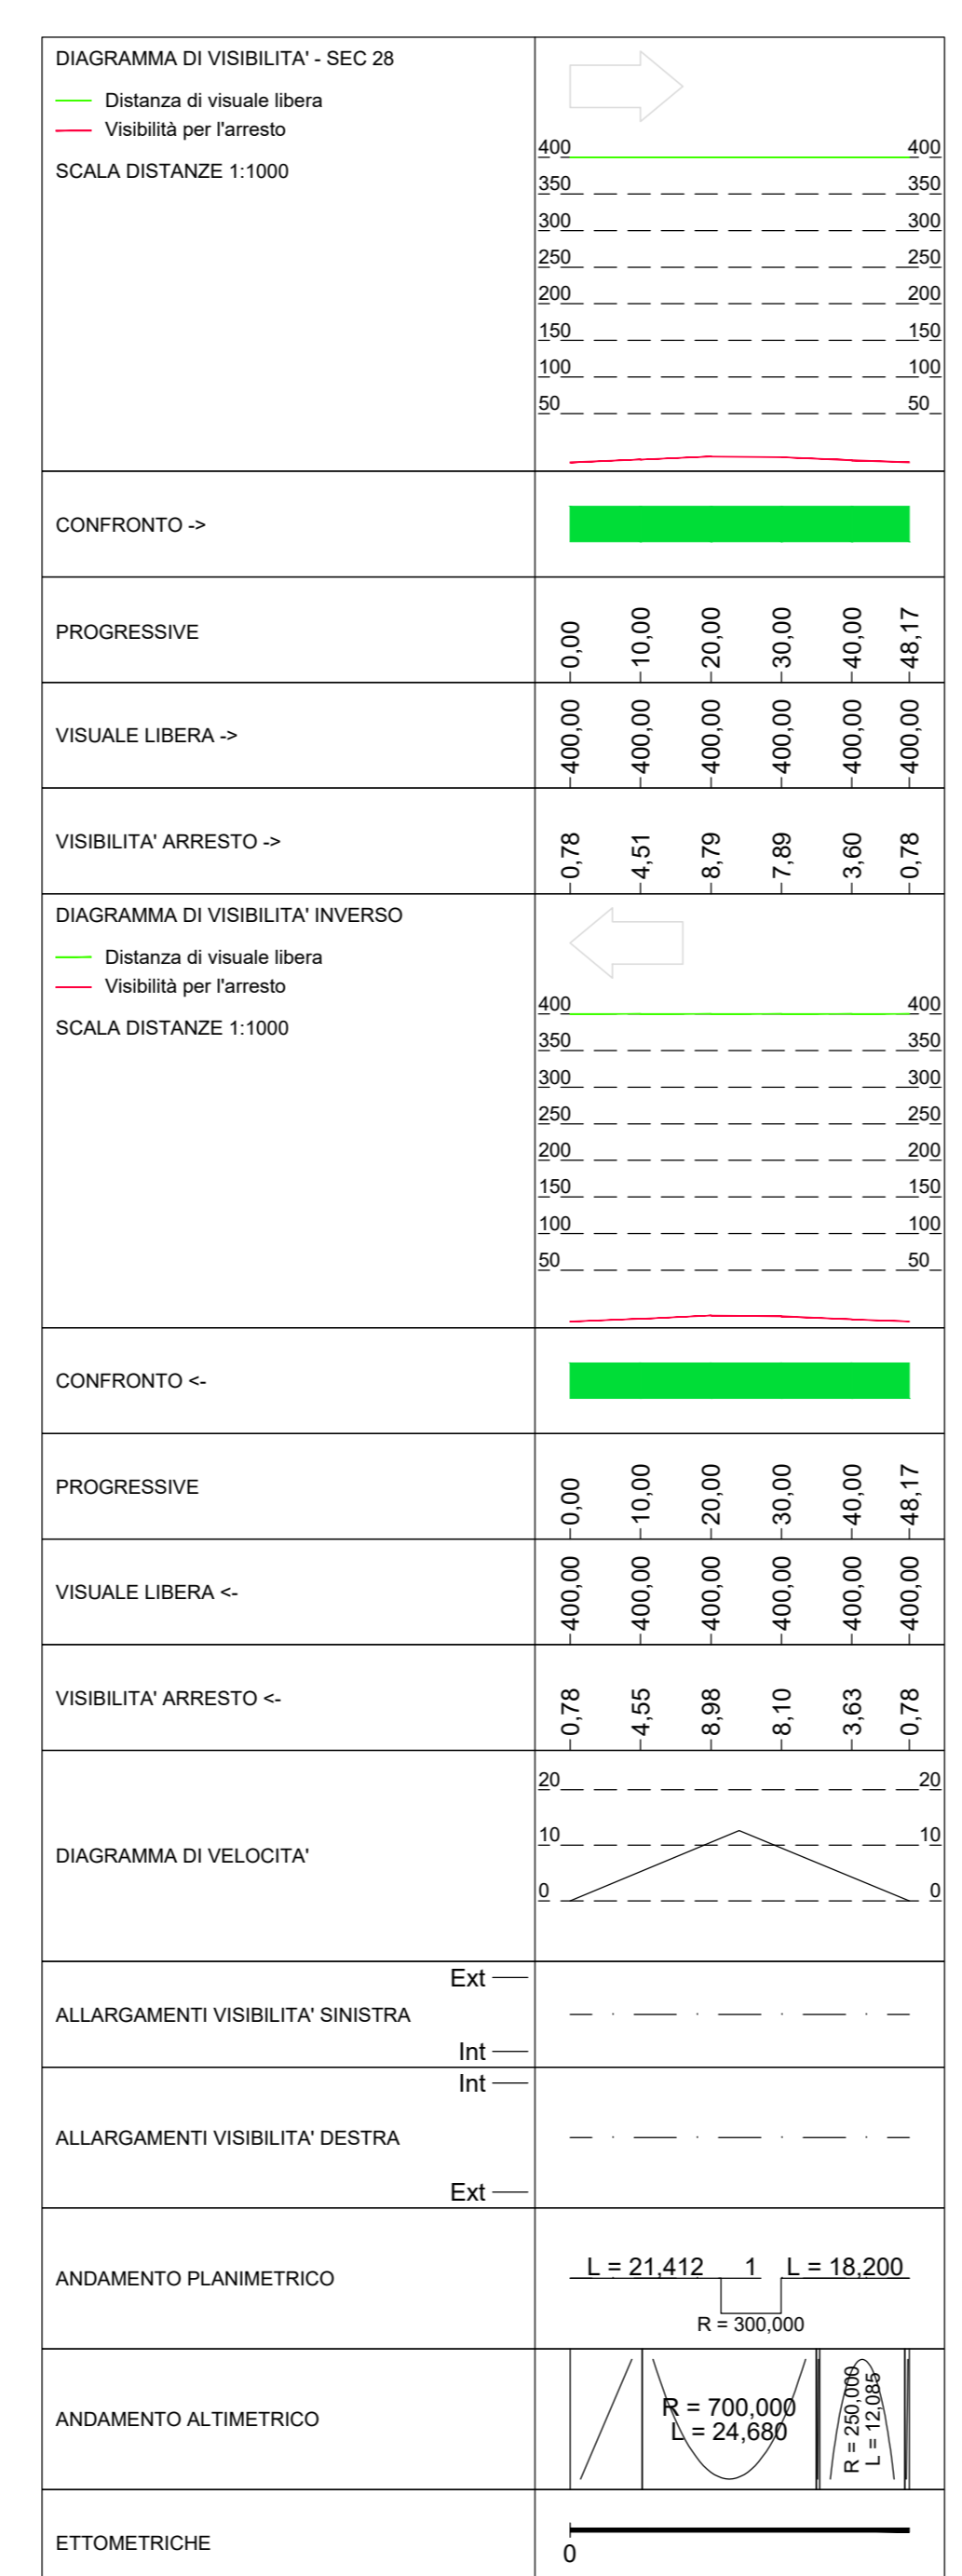 DIAGRAMMA DI VISIBILITA' - SEC 28
Distanza di visuale libera
Visibilità per l'arresto
SCALA DISTANZE 1:1000
400 400
350 350
300 300
250 250
200 200
150 150
100 100
50 50
CONFRONTO ->
PROGRESSIVE
0,00 10,00 20,00 30,00 40,00 48,17
VISUALE LIBERA ->
400,00 400,00 400,00 400,00 400,00 400,00
VISIBILITA' ARRESTO ->
0,78 4,51 8,79 7,89 3,60 0,78
DIAGRAMMA DI VISIBILITA' INVERSO
Distanza di visuale libera
Visibilità per l'arresto
SCALA DISTANZE 1:1000
400 400
350 350
300 300
250 250
200 200
150 150
100 100
50 50
CONFRONTO <-
PROGRESSIVE
0,00 10,00 20,00 30,00 40,00 48,17
VISUALE LIBERA <-
400,00 400,00 400,00 400,00 400,00 400,00
VISIBILITA' ARRESTO <-
0,78 4,55 8,98 8,10 3,63 0,78
DIAGRAMMA DI VELOCITA'
20 20
10 10
0 0
Ext
ALLARGAMENTI VISIBILITA' SINISTRA
Int
Int
ALLARGAMENTI VISIBILITA' DESTRA
Ext
ANDAMENTO PLANIMETRICO
L = 21,412 1 L = 18,200
R = 300,000
ANDAMENTO ALTIMETRICO
R = 700,000
L = 24,680
R = 250,000
L = 12,085
ETTOMETRICHE
0